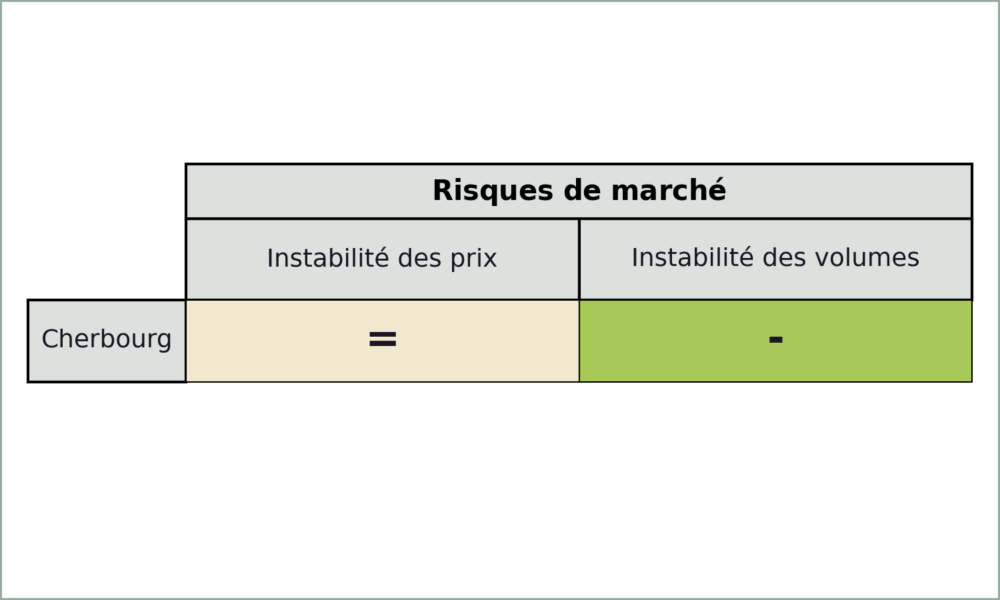 Risques de marché
Instabilité des prix
Instabilité des volumes
Cherbourg
=
-